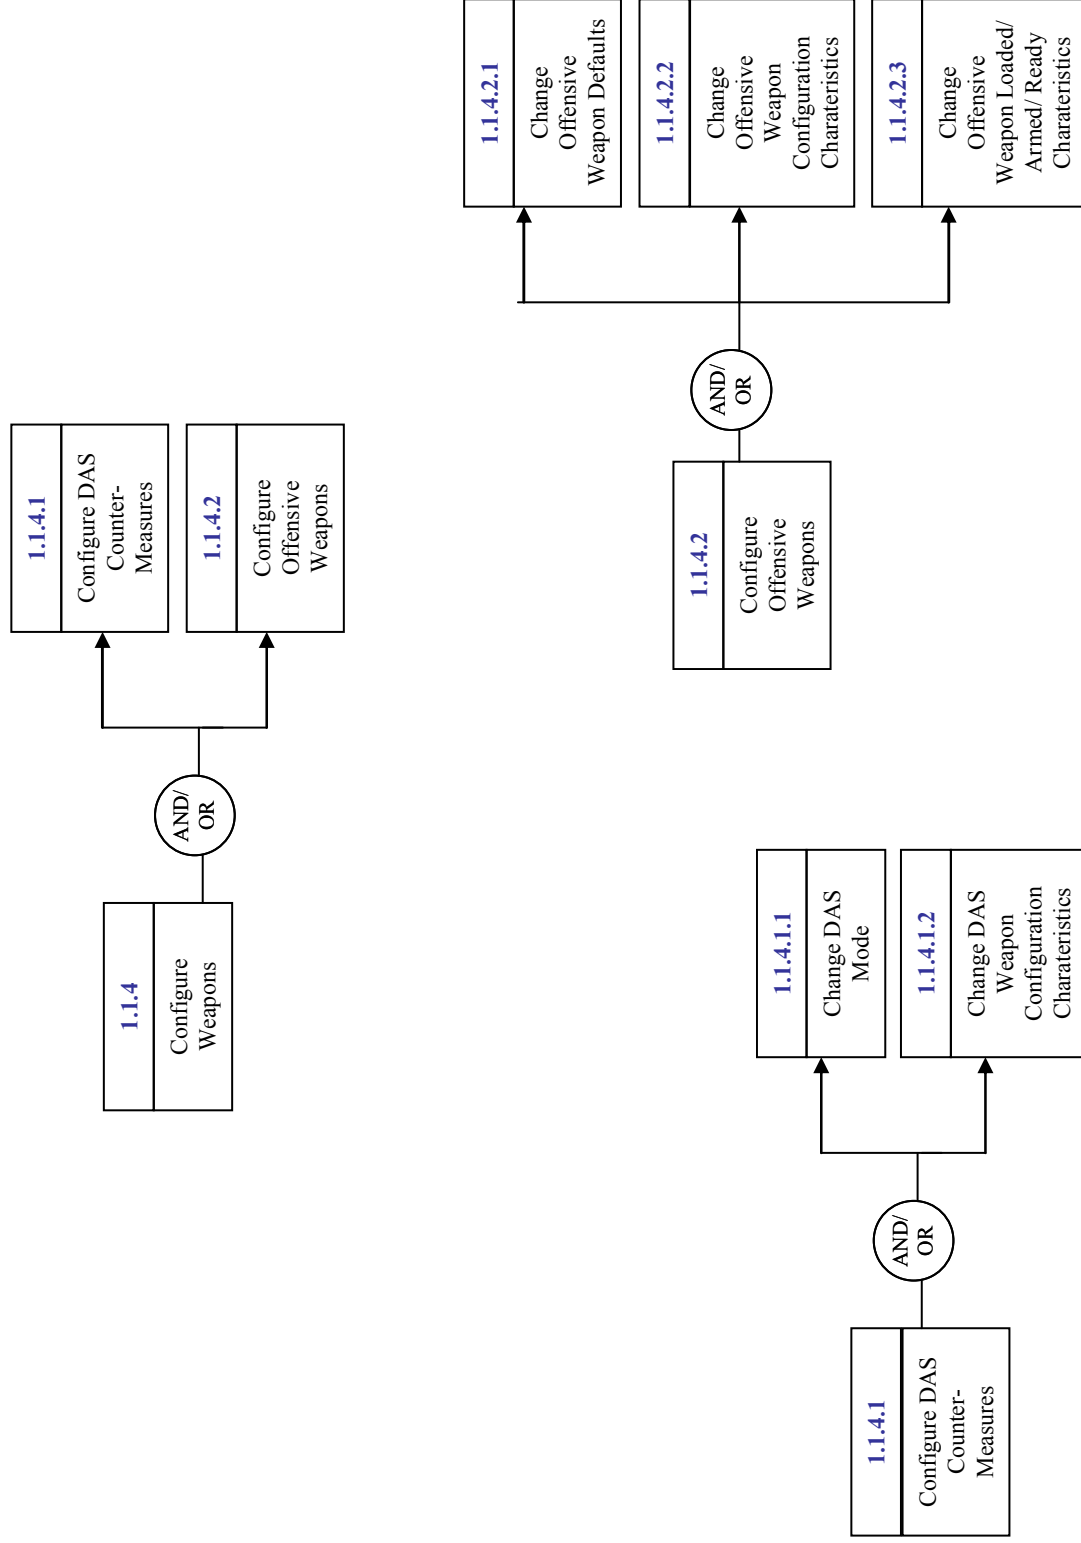 1.1.4
Configure
Weapons
AND/
OR
1.1.4.1
Configure DAS
Counter-
Measures
1.1.4.2
Configure
Offensive
Weapons
1.1.4.1
Configure DAS
Counter-
Measures
AND/
OR
1.1.4.1.1
Change DAS
Mode
1.1.4.1.2
Change DAS
Weapon
Configuration
Charateristics
1.1.4.2
Configure
Offensive
Weapons
AND/
OR
1.1.4.2.1
Change
Offensive
Weapon Defaults
1.1.4.2.2
Change
Offensive
Weapon
Configuration
Charateristics
1.1.4.2.3
Change
Offensive
Weapon Loaded/
Armed/ Ready
Charateristics